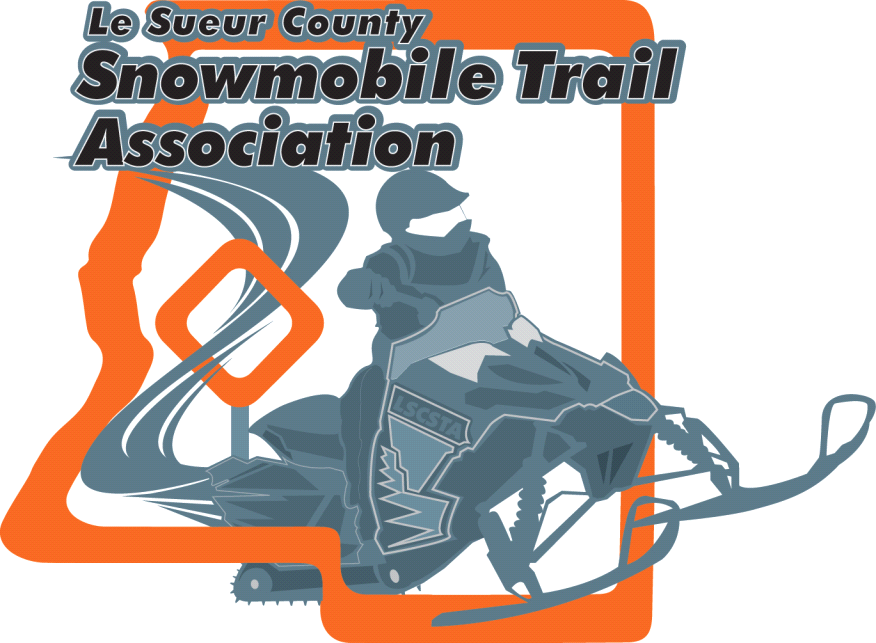 Le Sueur County
Snowmobile Trail
Association
LSCSTA